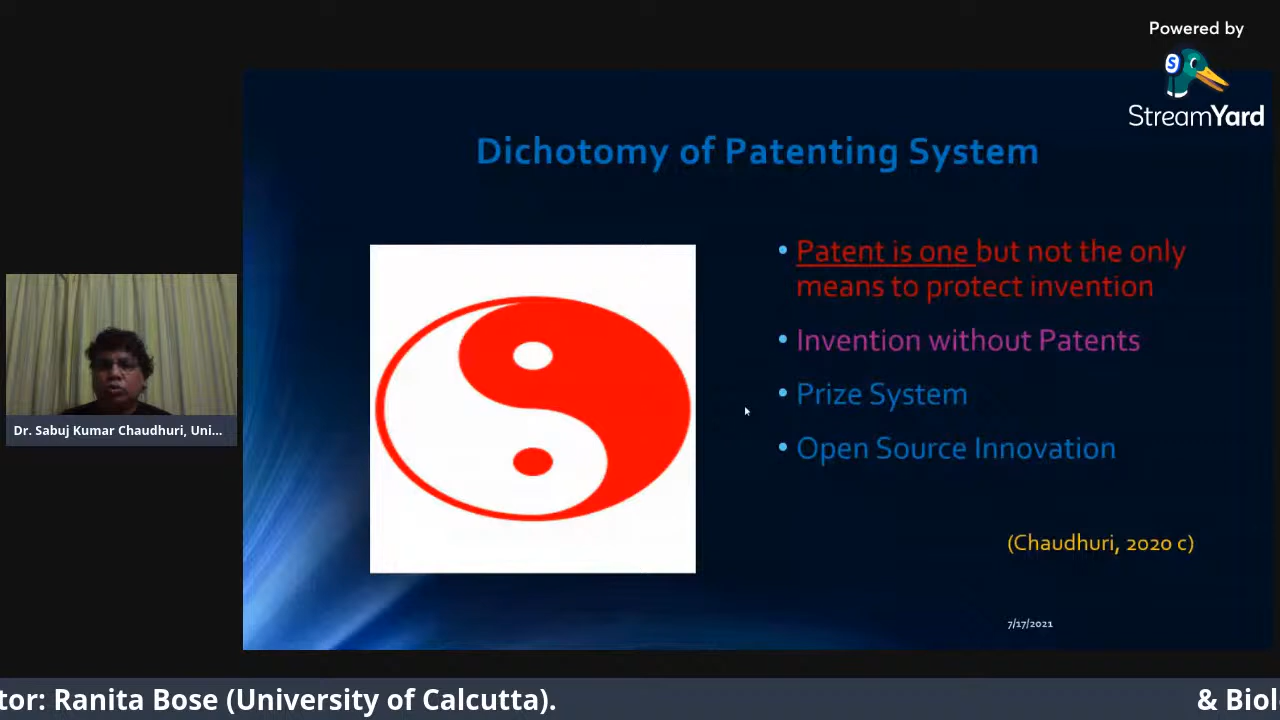 Powered by
S
StreamYard
Dichotomy of Patenting System
• Patent is one but not the only
means to protect invention
• Invention without Patents
• Prize System
• Open Source Innovation
(Chaudhuri, 2020 c)
7/17/2021
Dr. Sabuj Kumar Chaudhuri, Uni...
tor: Ranita Bose (University of Calcutta).
& Biol